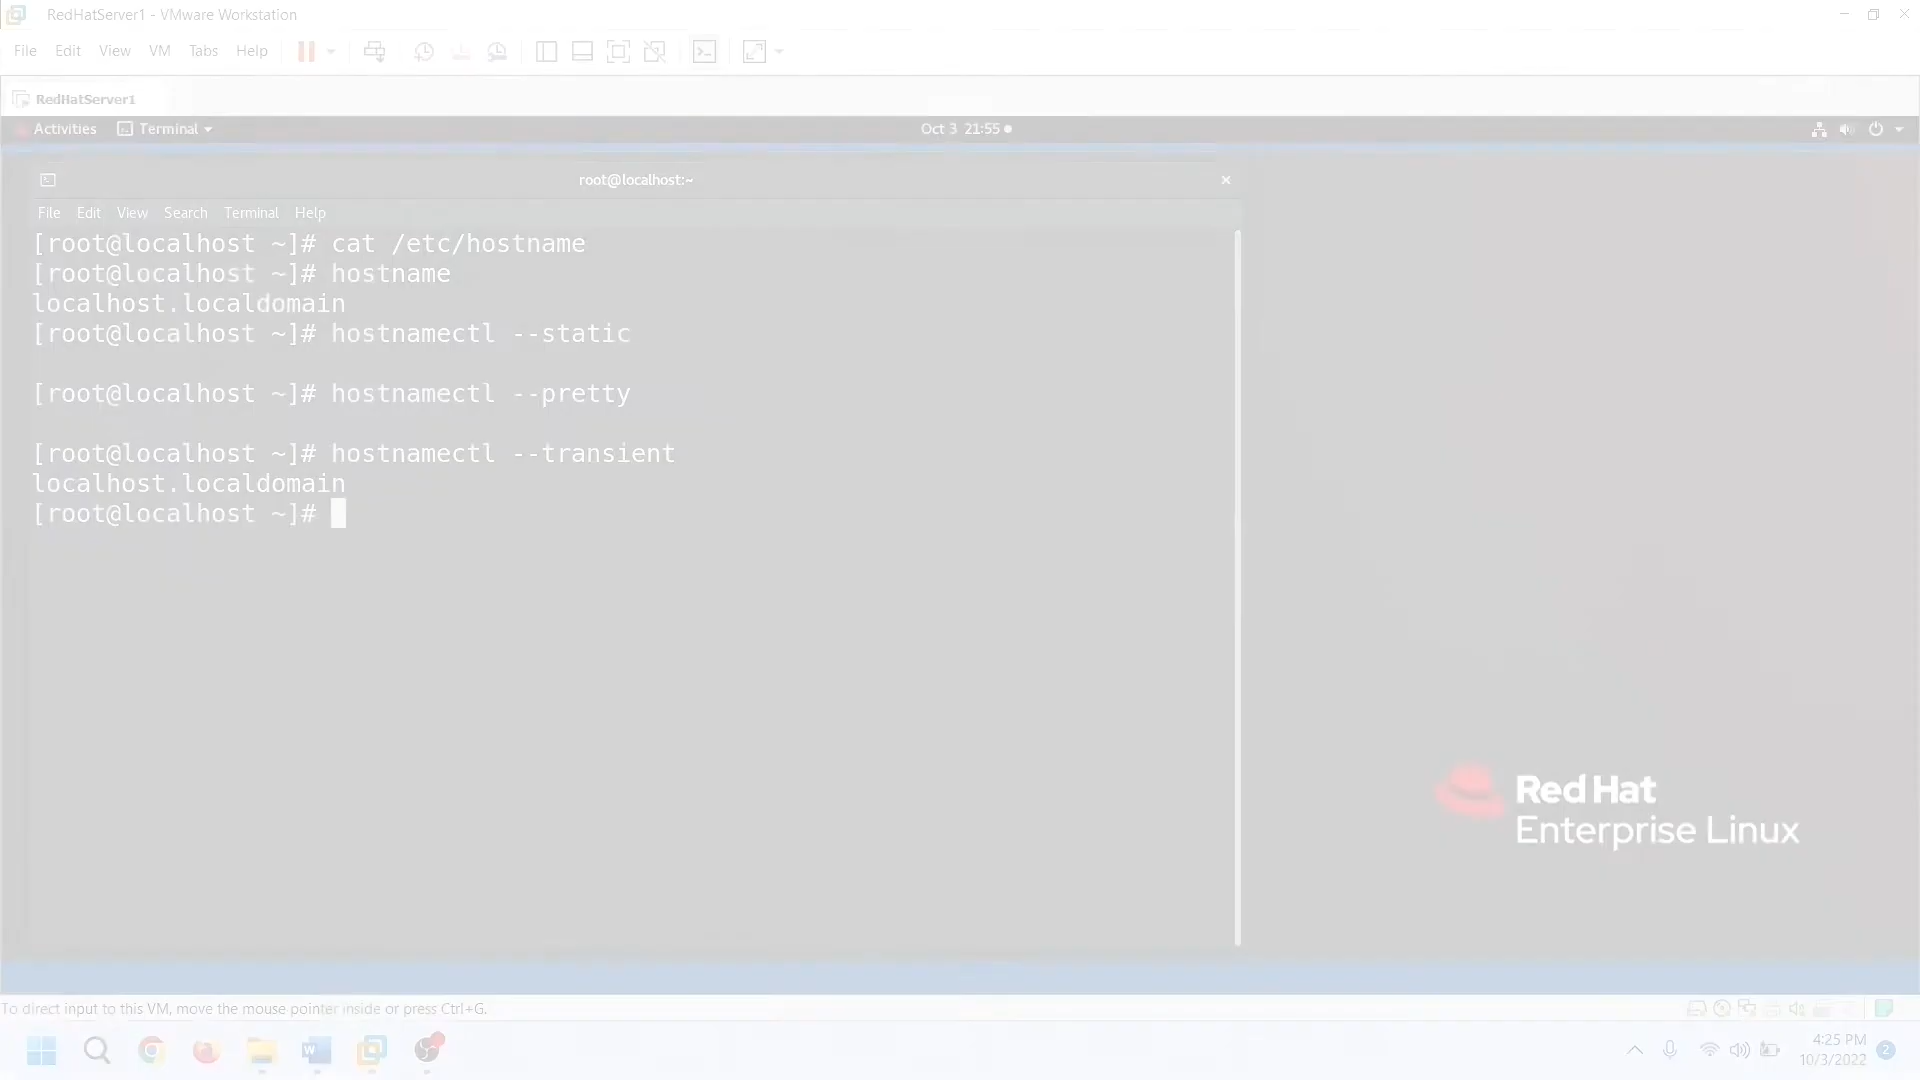 RedHatServer1 - VMware Workstation
File Edit View VM Tabs Help
RedHatServer1
Activities Terminal Oct 3 21:55
root@localhost:~
File Edit View Search Terminal Help
[root@localhost ~]# cat /etc/hostname
[root@localhost ~]# hostname
localhost.localdomain
[root@localhost ~]# hostnamectl --static
[root@localhost ~]# hostnamectl --pretty
[root@localhost ~]# hostnamectl --transient
localhost.localdomain
[root@localhost ~]#
Red Hat
Enterprise Linux
To direct input to this VM, move the mouse pointer inside or press Ctrl+G.
W
4:25 PM
10/3/2022
2